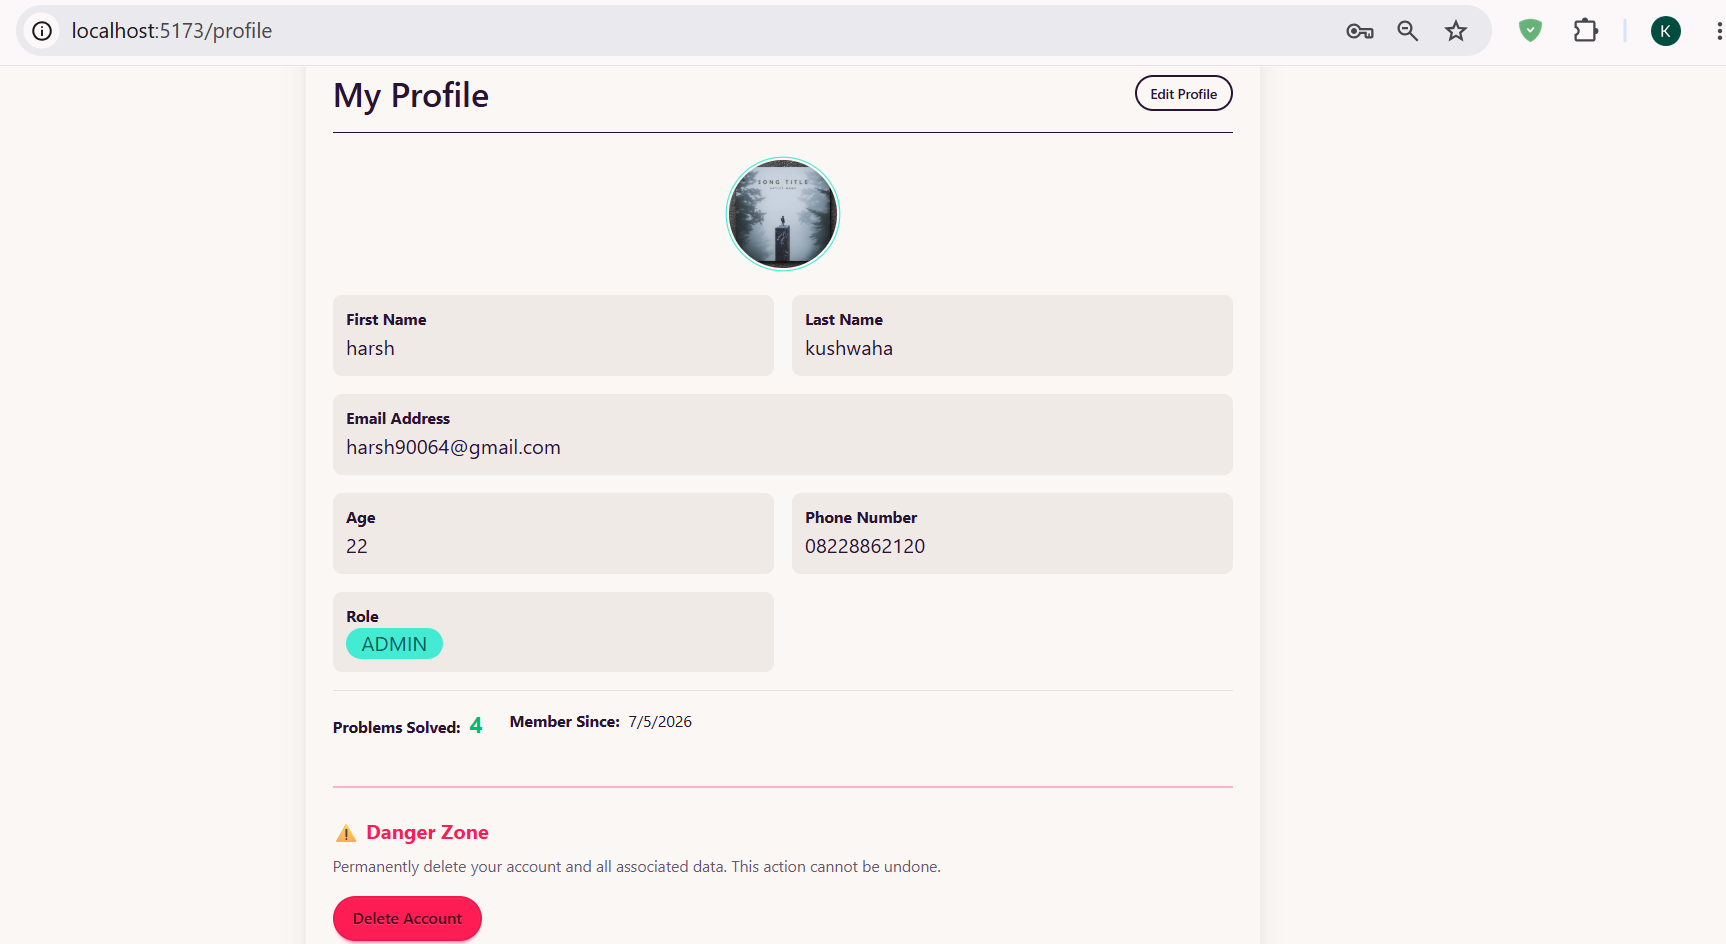 localhost:5173/profile
K
My Profile
Edit Profile
SONG TITLE
First Name
harsh
Last Name
kushwaha
Email Address
harsh90064@gmail.com
Age
22
Phone Number
08228862120
Role
ADMIN
Problems Solved: 4
Member Since: 7/5/2026
Danger Zone
Permanently delete your account and all associated data. This action cannot be undone.
Delete Account